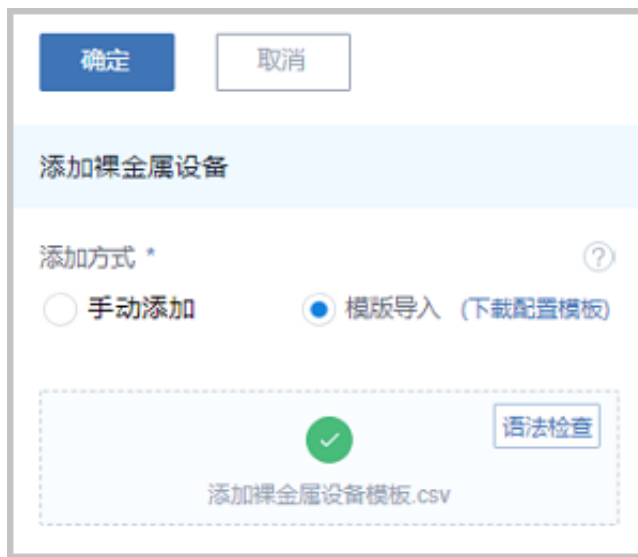 确定 取消
添加裸金属设备
添加方式 *
手动添加 模版导入 (下载配置模板)
语法检查
添加裸金属设备模板.csv